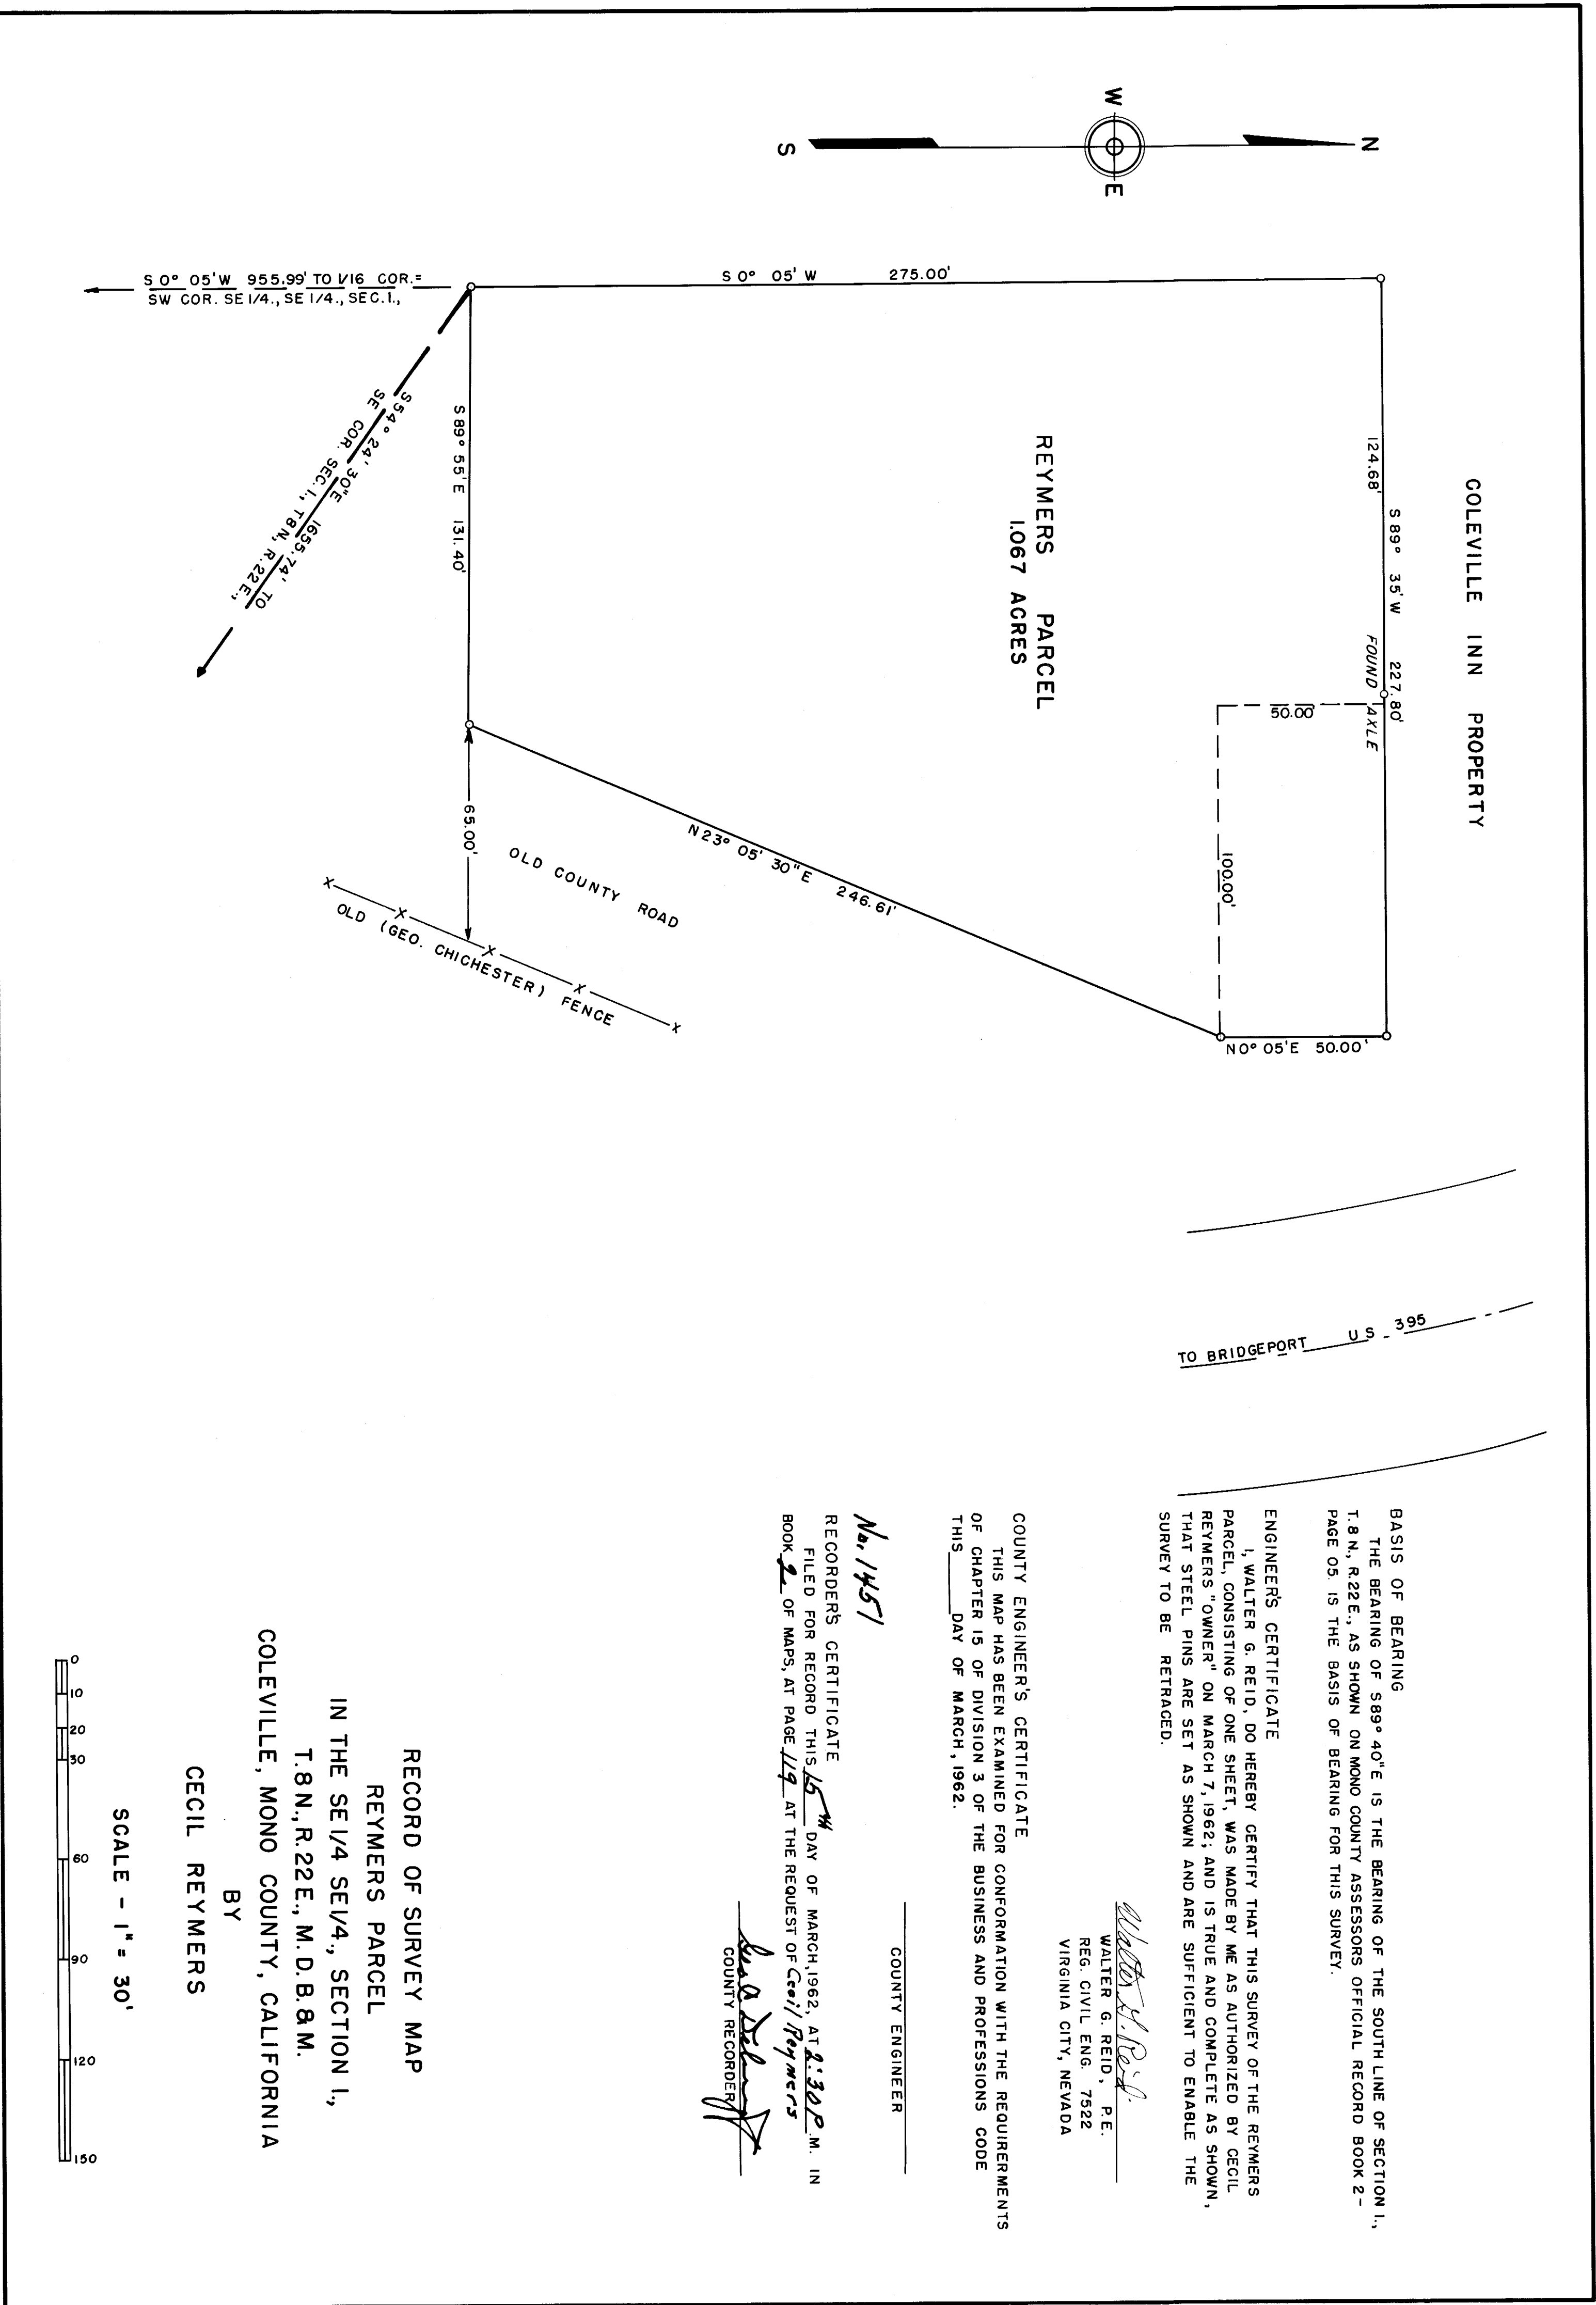 N
W
E
S
COLEVILLE INN PROPERTY
S 89° 35' W 227.80'
124.68'
FOUND AXLE
50.00
100.00'
N 0° 05' E 50.00'
S 0° 05' W 275.00'
REYMERS PARCEL
1.067 ACRES
N 23° 05' 30" E 246.61'
S 89° 55' E 131.40'
65.00'
OLD COUNTY ROAD
OLD (GEO. CHICHESTER) FENCE
S 0° 05' W 955.99' TO 1/16 COR.=
SW COR. SE 1/4., SE 1/4., SEC.1.,
S 54° 24' 30" E 1655.74' TO
SE COR. SEC.1., T8N, R.22E.,
TO BRIDGEPORT US 395
BASIS OF BEARING
THE BEARING OF S 89° 40" E IS THE BEARING OF THE SOUTH LINE OF SECTION 1.,
T. 8 N., R. 22 E., AS SHOWN ON MONO COUNTY ASSESSORS OFFICIAL RECORD BOOK 2 -
PAGE 05. IS THE BASIS OF BEARING FOR THIS SURVEY.
ENGINEER'S CERTIFICATE
I, WALTER G. REID, DO HEREBY CERTIFY THAT THIS SURVEY OF THE REYMERS
PARCEL, CONSISTING OF ONE SHEET, WAS MADE BY ME AS AUTHORIZED BY CECIL
REYMERS "OWNER" ON MARCH 7, 1962; AND IS TRUE AND COMPLETE AS SHOWN,
THAT STEEL PINS ARE SET AS SHOWN AND ARE SUFFICIENT TO ENABLE THE
SURVEY TO BE RETRACED.
Walter G. Reid.
WALTER G. REID, P.E.
REG. CIVIL ENG. 7522
VIRGINIA CITY, NEVADA
COUNTY ENGINEER'S CERTIFICATE
THIS MAP HAS BEEN EXAMINED FOR CONFORMATION WITH THE REQUIRERMENTS
OF CHAPTER 15 OF DIVISION 3 OF THE BUSINESS AND PROFESSIONS CODE
THIS ____ DAY OF MARCH, 1962.
COUNTY ENGINEER
No. 1451
RECORDER'S CERTIFICATE
FILED FOR RECORD THIS 15th DAY OF MARCH, 1962, AT 2:30 P.M. IN
BOOK 2 OF MAPS, AT PAGE 119 AT THE REQUEST OF Cecil Reymers
COUNTY RECORDER
RECORD OF SURVEY MAP
REYMERS PARCEL
IN THE SE 1/4 SE 1/4., SECTION 1.,
T. 8 N., R. 22 E., M. D. B. & M.
COLEVILLE, MONO COUNTY, CALIFORNIA
BY
CECIL REYMERS
SCALE - 1" = 30'
0 10 20 30 60 90 120 150